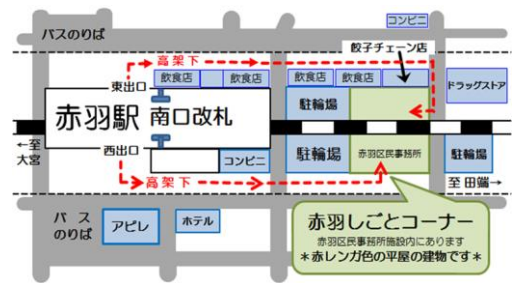 コンビニ
バスのりば
餃子チェーン店
高架下
東出口
飲食店
飲食店
飲食店
飲食店
ドラッグストア
赤羽駅 南口改札
駐輪場
←至
大宮
西出口
コンビニ
駐輪場
赤羽区民事務所
駐輪場
高架下
至 田端→
バス
のりば
アピレ
ホテル
赤羽しごとコーナー
赤羽区民事務所施設内にあります
*赤レンガ色の平屋の建物です*